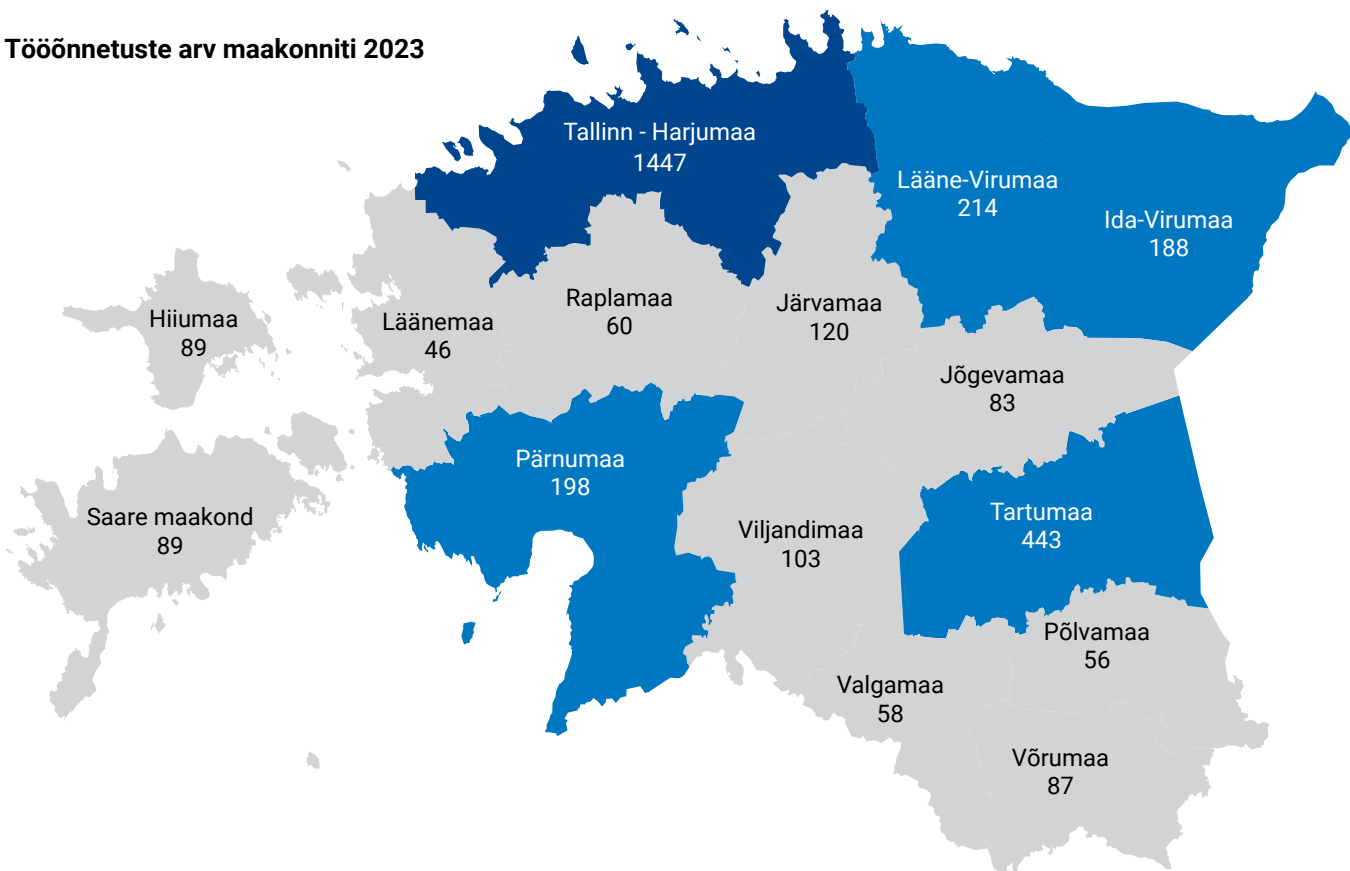 Tööõnnetuste arv maakonniti 2023
Tallinn - Harjumaa
1447
Lääne-Virumaa
214
Ida-Virumaa
188
Hiiumaa
89
Läänemaa
46
Raplamaa
60
Järvamaa
120
Jõgevamaa
83
Saare maakond
89
Pärnumaa
198
Viljandimaa
103
Tartumaa
443
Põlvamaa
56
Valgamaa
58
Võrumaa
87